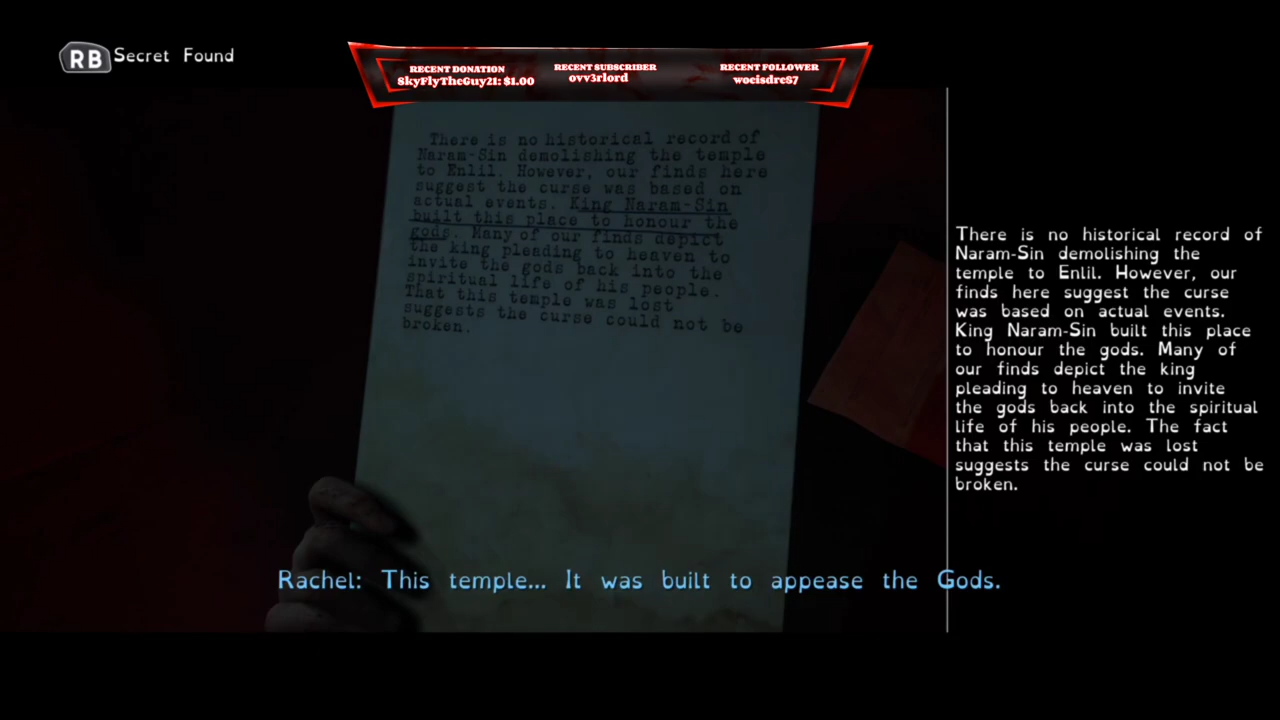 RB Secret Found
RECENT DONATION
SkyFlyTheGuy21: $1.00
RECENT SUBSCRIBER
ovv3rlord
RECENT FOLLOWER
woeisdre87
There is no historical record of
Naram-Sin demolishing the temple
to Enlil. However, our finds here
suggest the curse was based on
actual events. King Naram-Sin
built this place to honour the
gods. Many of our finds depict
the king pleading to heaven to
invite the gods back into the
spiritual life of his people.
That this temple was lost
suggests the curse could not be
broken.
There is no historical record of
Naram-Sin demolishing the
temple to Enlil. However, our
finds here suggest the curse
was based on actual events.
King Naram-Sin built this place
to honour the gods. Many of
our finds depict the king
pleading to heaven to invite
the gods back into the spiritual
life of his people. The fact
that this temple was lost
suggests the curse could not be
broken.
Rachel: This temple... It was built to appease the Gods.